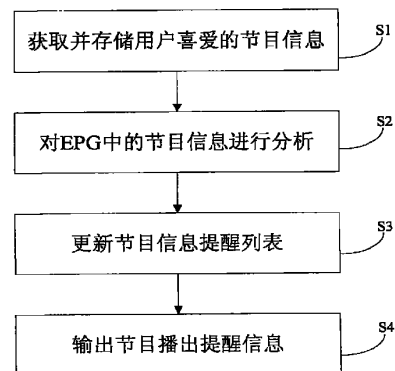 获取并存储用户喜爱的节目信息
S1
对EPG中的节目信息进行分析
S2
更新节目信息提醒列表
S3
输出节目播出提醒信息
S4